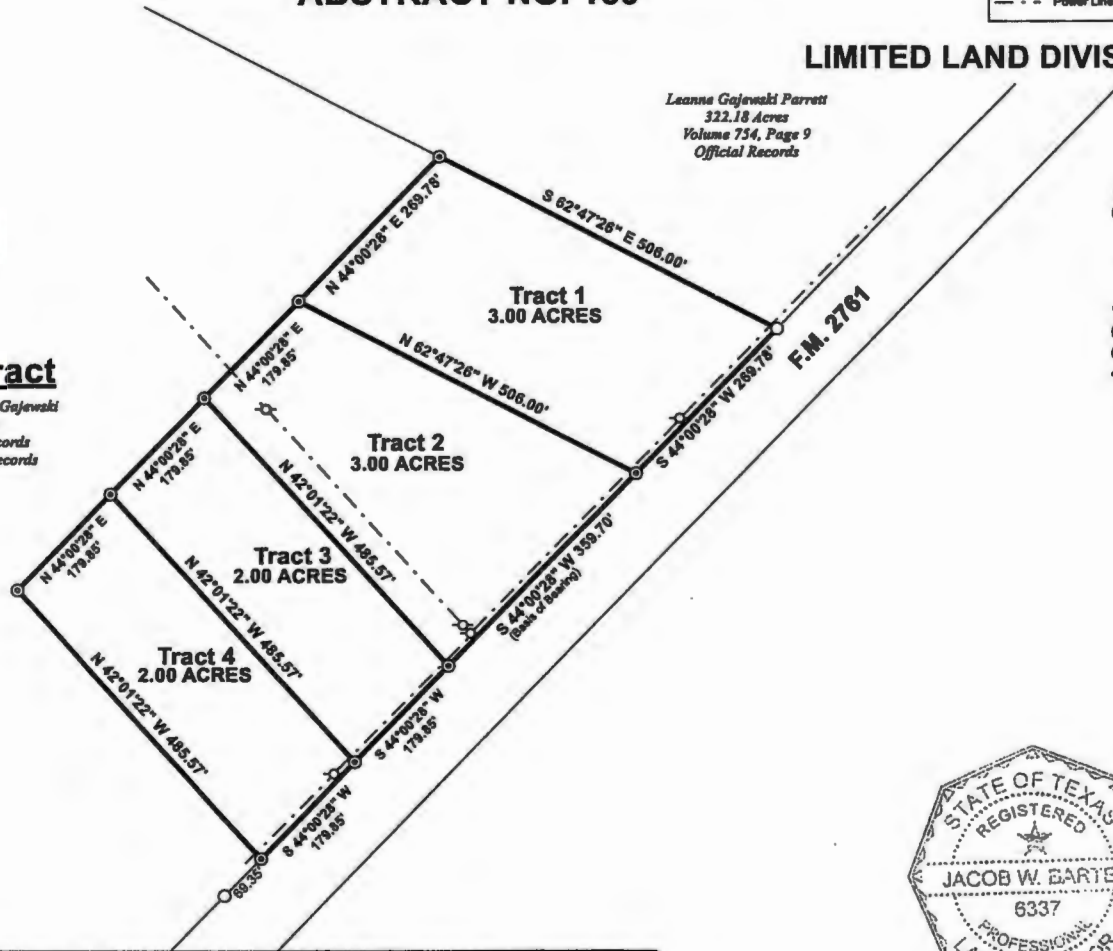 LIMITED LAND DIVIS
Power Line
Leanne Gajewski Parrett
322.18 Acres
Volume 754, Page 9
Official Records
N 44°00'28" E 269.78'
S 62°47'26" E 506.00'
Tract 1
3.00 ACRES
F.M. 2761
N 44°00'28" E
179.85'
N 62°47'26" W 506.00'
S 44°00'28" W 269.78'
ract
Gajewski
cords
ecords
Tract 2
3.00 ACRES
N 44°00'28" E
179.85'
N 42°01'22" W 485.57'
S 44°00'28" W 359.70'
(Basis of Bearing)
Tract 3
2.00 ACRES
N 44°00'28" E
179.85'
N 42°01'22" W 485.57'
S 44°00'28" W
179.85'
Tract 4
2.00 ACRES
N 42°01'22" W 485.57'
S 44°00'28" W
179.85'
69.35'
STATE OF TEXAS
REGISTERED
JACOB W. BARTE
6337
PROFESSIONAL